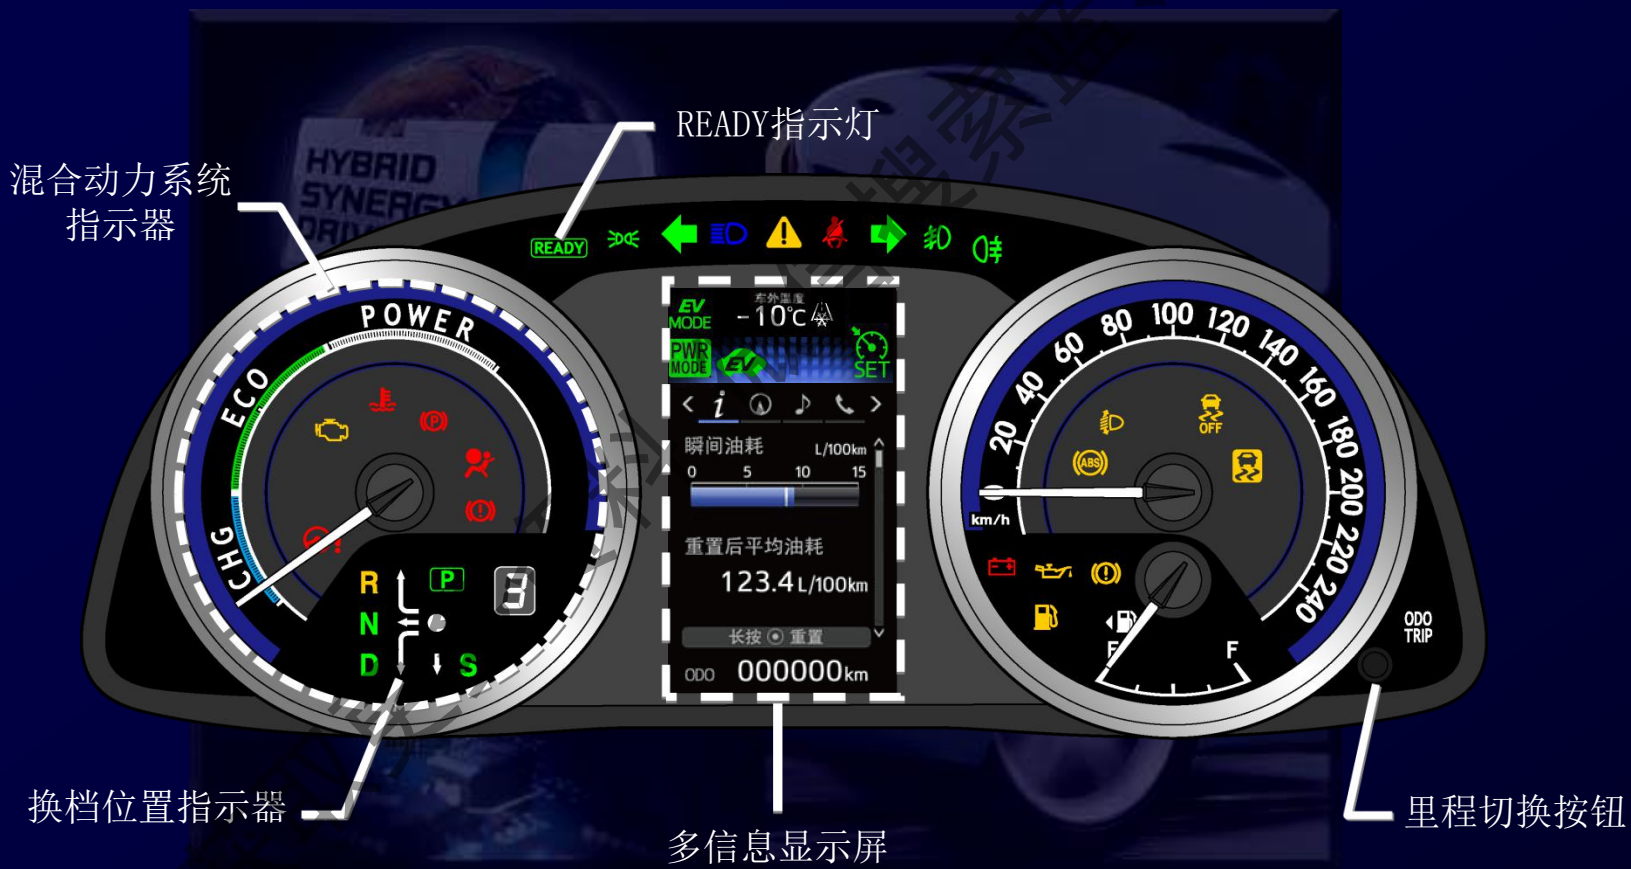 READY指示灯
混合动力系统
指示器
HYBRID
SYNERGY
DRIV
READY
EV
MODE
车外温度
-10℃
PWR
MODE
EV
SET
i
瞬间油耗
L/100km
0 5 10 15
重置后平均油耗
123.4 L/100km
长按 重置
ODO 000000km
CHG
ECO
POWER
P
R
N
D
S
3
0 20 40 60 80 100 120 140 160 180 200 220 240
km/h
OFF
ABS
F
ODO
TRIP
换档位置指示器
多信息显示屏
里程切换按钮